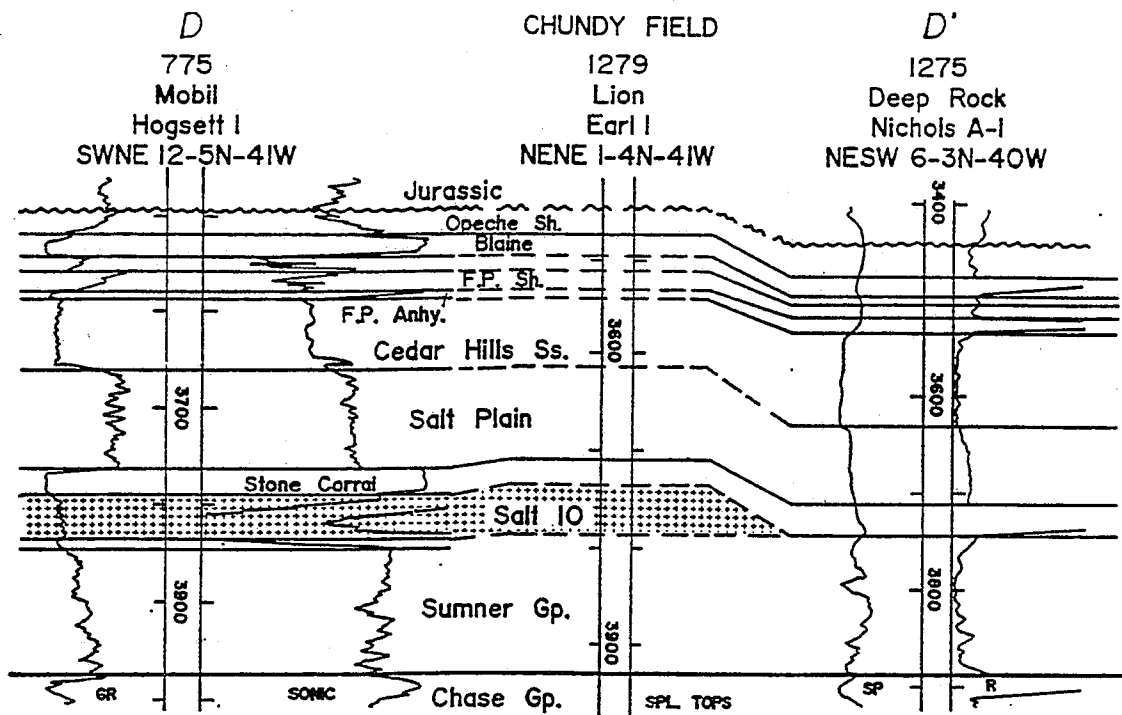 D
775
Mobil
Hogsett 1
SWNE 12-5N-41W
CHUNDY FIELD
1279
Lion
Earl 1
NENE 1-4N-41W
D'
1275
Deep Rock
Nichols A-1
NESW 6-3N-40W
Jurassic
Opeche Sh.
Blaine
F.P. Sh.
F.P. Anhy.
Cedar Hills Ss.
Salt Plain
Stone Corral
Salt 10
Sumner Gp.
Chase Gp.
3700
3900
3600
3900
3400
3600
3800
GR
SONIC
SPL TOPS
SP
R